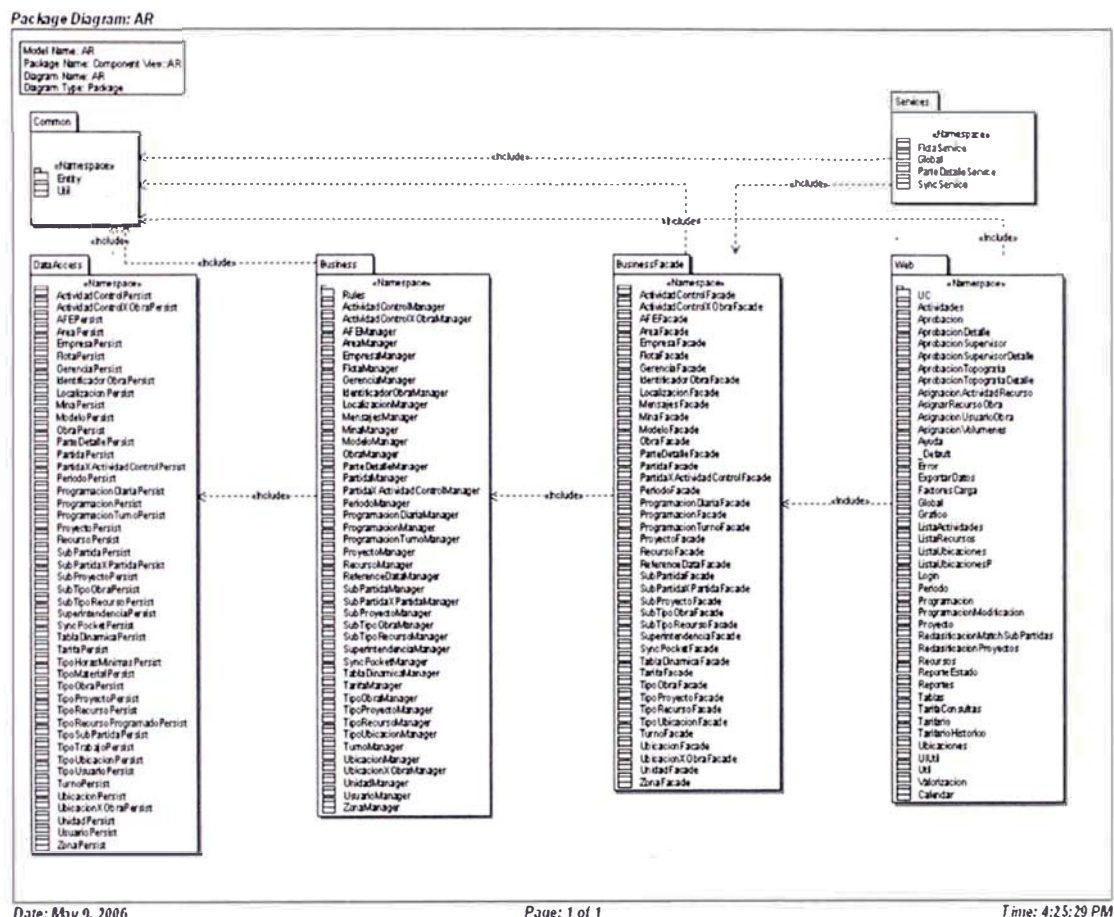 Package Diagram: AR
Model Name: AR
Package Name: Component View::AR
Diagram Name: AR
Diagram Type: Package
Common
«Namespace»
Entity
Util
Services
«Namespace»
FlotaService
Global
ParteDetalleService
SyncService
«include»
«include»
«include»
«include»
«include»
«include»
DataAccess
«Namespace»
ActividadControlPersist
ActividadControlXObraPersist
AFEPersist
AreaPersist
EmpresaPersist
FlotaPersist
GerenciaPersist
IdentificadorObraPersist
LocalizacionPersist
MinaPersist
ModeloPersist
ObraPersist
ParteDetallePersist
PartidaPersist
PartidaXActividadControlPersist
PeriodoPersist
ProgramacionDiariaPersist
ProgramacionPersist
ProgramacionTurnoPersist
ProyectoPersist
RecursoPersist
SubPartidaPersist
SubPartidaXPartidaPersist
SubProyectoPersist
SubTipoObraPersist
SubTipoRecursoPersist
SuperintendenciaPersist
SyncPocketPersist
TablaDinamicaPersist
TarifaPersist
TipoHorasMinimasPersist
TipoMaterialPersist
TipoObraPersist
TipoProyectoPersist
TipoRecursoPersist
TipoRecursoProgramadoPersist
TipoSubPartidaPersist
TipoTrabajoPersist
TipoUbicacionPersist
TipoUsuarioPersist
TurnoPersist
UbicacionPersist
UbicacionXObraPersist
UnidadPersist
UsuarioPersist
ZonaPersist
«include»
Business
«Namespace»
Rules
ActividadControlManager
ActividadControlXObraManager
AFEManager
AreaManager
EmpresaManager
FlotaManager
GerenciaManager
IdentificadorObraManager
LocalizacionManager
MensajesManager
MinaManager
ModeloManager
ObraManager
ParteDetalleManager
PartidaManager
PartidaXActividadControlManager
PeriodoManager
ProgramacionDiariaManager
ProgramacionManager
ProgramacionTurnoManager
ProyectoManager
RecursoManager
ReferenceDataManager
SubPartidaManager
SubPartidaXPartidaManager
SubProyectoManager
SubTipoObraManager
SubTipoRecursoManager
SuperintendenciaManager
SyncPocketManager
TablaDinamicaManager
TarifaManager
TipoObraManager
TipoProyectoManager
TipoRecursoManager
TipoUbicacionManager
TurnoManager
UbicacionManager
UbicacionXObraManager
UnidadManager
UsuarioManager
ZonaManager
«include»
BusinessFacade
«Namespace»
ActividadControlFacade
ActividadControlXObraFacade
AFEFacade
AreaFacade
EmpresaFacade
FlotaFacade
GerenciaFacade
IdentificadorObraFacade
LocalizacionFacade
MensajesFacade
MinaFacade
ModeloFacade
ObraFacade
ParteDetalleFacade
PartidaFacade
PartidaXActividadControlFacade
PeriodoFacade
ProgramacionDiariaFacade
ProgramacionFacade
ProgramacionTurnoFacade
ProyectoFacade
RecursoFacade
ReferenceDataFacade
SubPartidaFacade
SubPartidaXPartidaFacade
SubProyectoFacade
SubTipoObraFacade
SubTipoRecursoFacade
SuperintendenciaFacade
SyncPocketFacade
TablaDinamicaFacade
TarifaFacade
TipoObraFacade
TipoProyectoFacade
TipoRecursoFacade
TipoUbicacionFacade
TurnoFacade
UbicacionFacade
UbicacionXObraFacade
UnidadFacade
ZonaFacade
«include»
Web
«Namespace»
UC
Actividades
Aprobacion
AprobacionDetalle
AprobacionSupervisor
AprobacionSupervisorDetalle
AprobacionTopografia
AprobacionTopografiaDetalle
AsignacionActividadRecurso
AsignarRecursoObra
AsignacionUsuarioObra
AsignacionVolumenes
Ayuda
_Default
Error
ExportarDatos
FactoresCarga
Global
Grafico
ListaActividades
ListaRecursos
ListaUbicaciones
ListaUbicacionesP
Login
Periodo
Programacion
ProgramacionModificacion
Proyecto
ReclasificacionMatchSubPartidas
ReclasificacionProyectos
Recursos
ReporteEstado
Reportes
Tablas
TarifaConsultas
Tarifario
TarifarioHistorico
Ubicaciones
UIUtil
Util
Valorizacion
Calendar
Date: May 9, 2006
Page: 1 of 1
Time: 4:25:29 PM